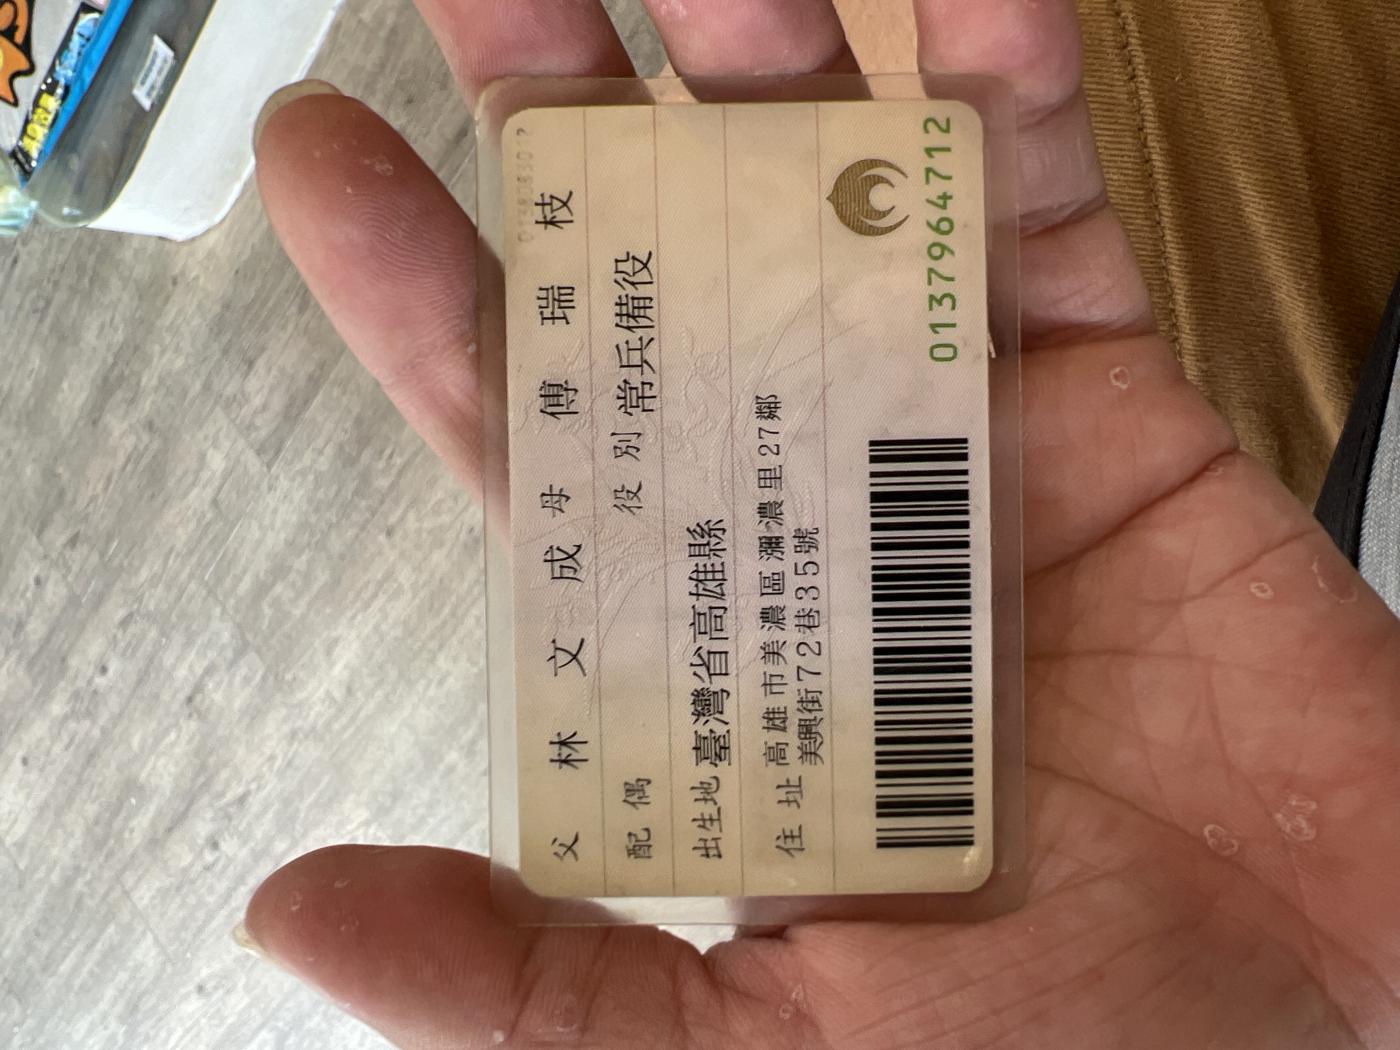 父 林 文 成 母 傅 瑞 枝
配 偶 役 別 常兵備役
出生地 臺灣省高雄縣
住 址 高雄市美濃區瀰濃里27鄰
美興街72巷35號
0137964712